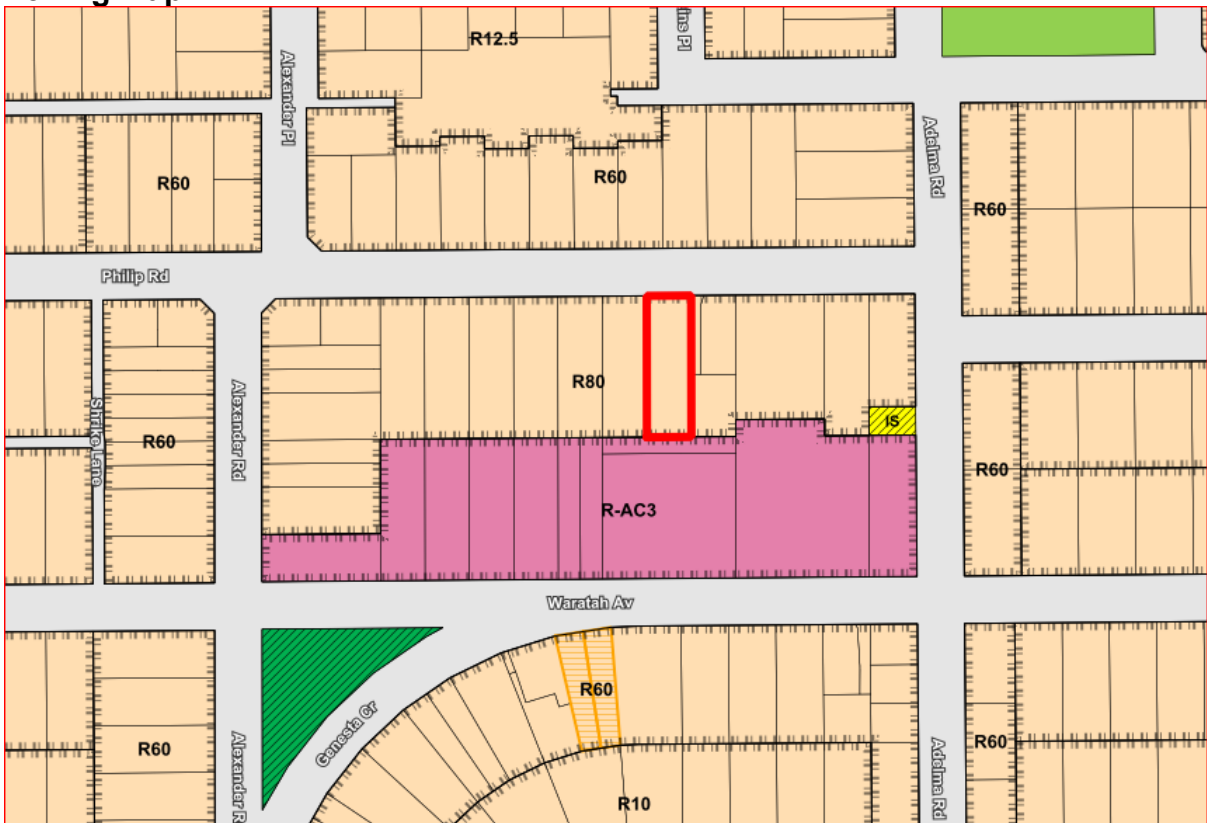 R12.5
Alexander Pl
Adelma Rd
R60
R60
R60
Philip Rd
R80
Alexander Rd
R60
IS
R60
R-AC3
Waratah Av
R60
Genesta Cr
R60
Alexander R
R60
Adelma Rd
R10